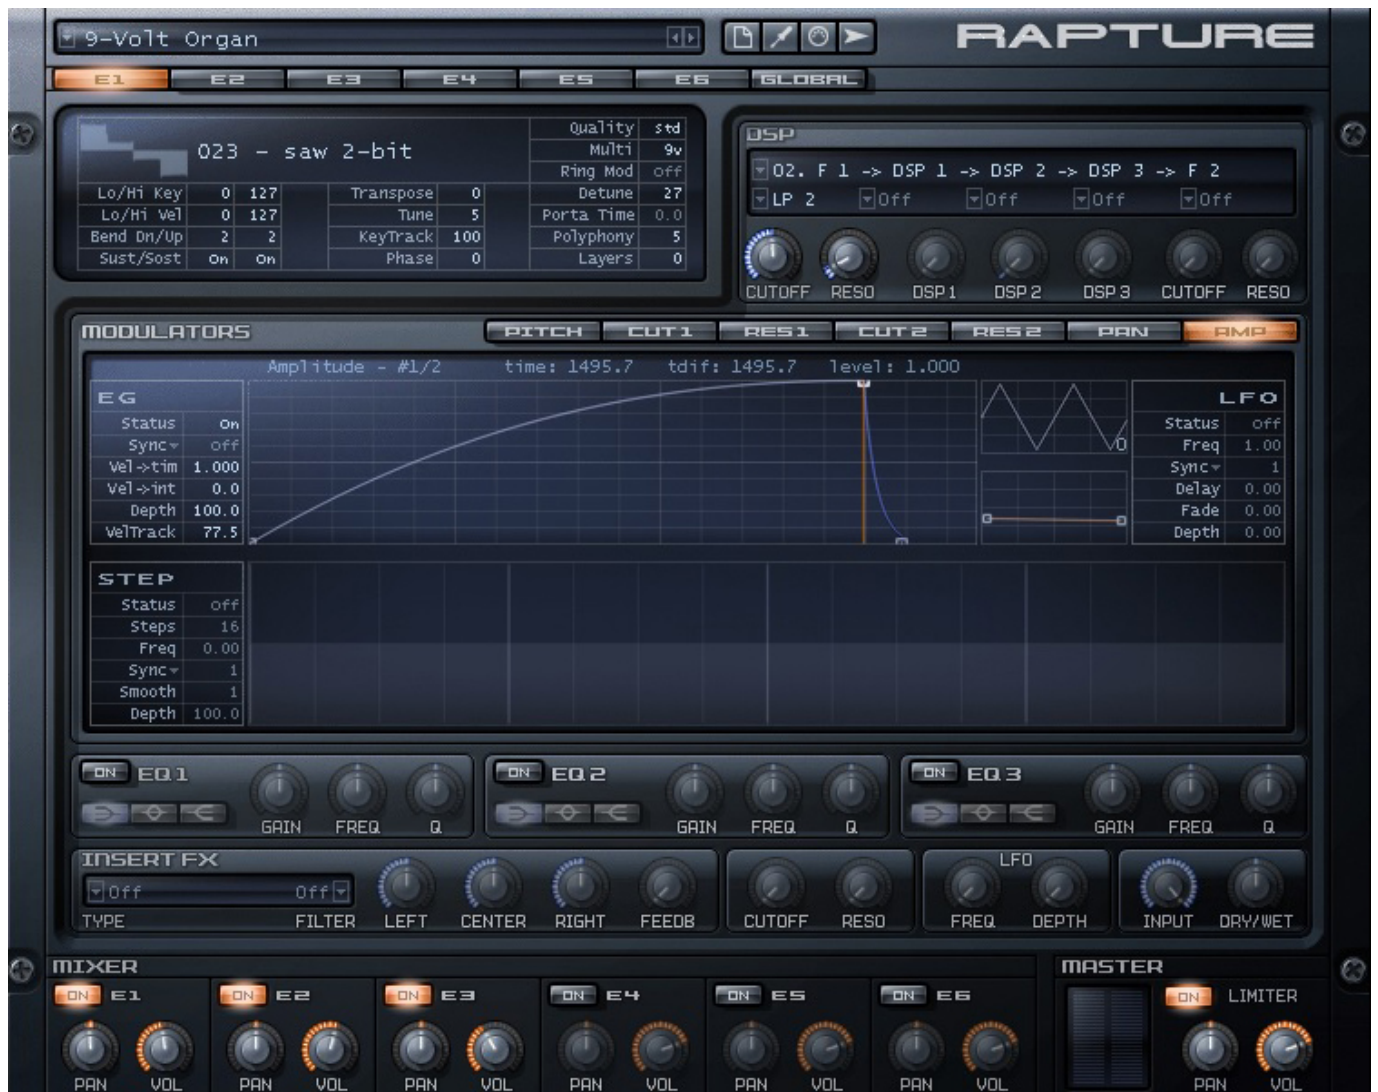 9-Volt Organ
RAPTURE
E1 E2 E3 E4 E5 E6 GLOBAL
023 - saw 2-bit
Quality std
Multi 9v
Ring Mod off
Lo/Hi Key 0 127 Transpose 0 Detune 27
Lo/Hi Vel 0 127 Tune 5 Porta Time 0.0
Bend Dn/Up 2 2 KeyTrack 100 Polyphony 5
Sust/Sost On On Phase 0 Layers 0
DSP
02. F 1 -> DSP 1 -> DSP 2 -> DSP 3 -> F 2
LP 2 Off Off Off Off
CUTOFF RESO DSP 1 DSP 2 DSP 3 CUTOFF RESO
MODULATORS PITCH CUT 1 RES 1 CUT 2 RES 2 PAN AMP
Amplitude - #1/2 time: 1495.7 tdif: 1495.7 level: 1.000
EG
Status On
Sync off
Vel->tim 1.000
Vel->int 0.0
Depth 100.0
VelTrack 77.5
LFO
Status off
Freq 1.00
Sync 1
Delay 0.00
Fade 0.00
Depth 0.00
STEP
Status off
Steps 16
Freq 0.00
Sync 1
Smooth 1
Depth 100.0
ON EQ 1 ON EQ 2 ON EQ 3
GAIN FREQ Q GAIN FREQ Q GAIN FREQ Q
INSERT FX LFO
Off Off
TYPE FILTER LEFT CENTER RIGHT FEEDB CUTOFF RESO FREQ DEPTH INPUT DRY/WET
MIXER MASTER
ON E1 ON E2 ON E3 ON E4 ON E5 ON E6 ON LIMITER
PAN VOL PAN VOL PAN VOL PAN VOL PAN VOL PAN VOL PAN VOL